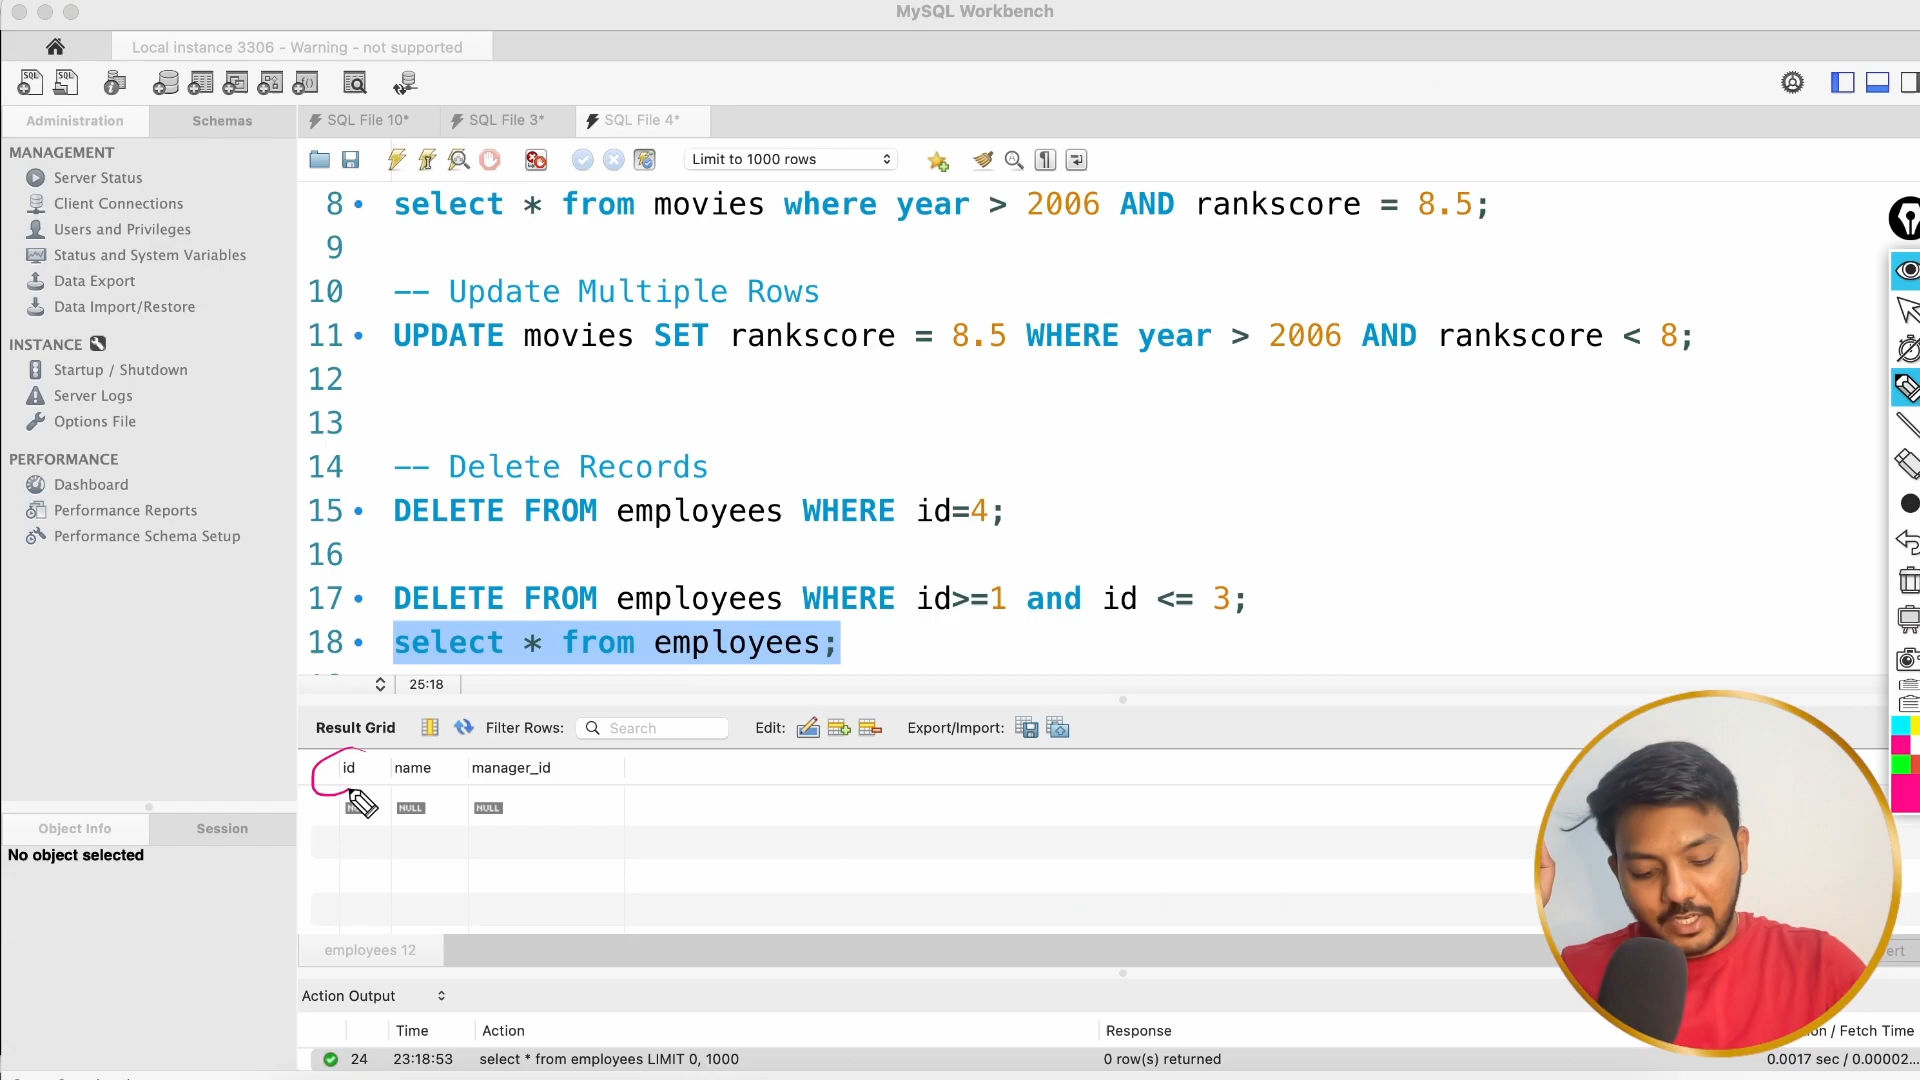 MySQL Workbench
Local instance 3306 - Warning - not supported
SQL SQL
Administration Schemas
SQL File 10* SQL File 3* SQL File 4*
Limit to 1000 rows
MANAGEMENT
Server Status
Client Connections
Users and Privileges
Status and System Variables
Data Export
Data Import/Restore
INSTANCE
Startup / Shutdown
Server Logs
Options File
PERFORMANCE
Dashboard
Performance Reports
Performance Schema Setup
8 select * from movies where year > 2006 AND rankscore = 8.5;
9
10 -- Update Multiple Rows
11 UPDATE movies SET rankscore = 8.5 WHERE year > 2006 AND rankscore < 8;
12
13
14 -- Delete Records
15 DELETE FROM employees WHERE id=4;
16
17 DELETE FROM employees WHERE id>=1 and id <= 3;
18 select * from employees;
25:18
Result Grid Filter Rows: Search Edit: Export/Import:
id name manager_id
NULL NULL
Object Info Session
No object selected
employees 12
Action Output
Time Action Response on / Fetch Time
24 23:18:53 select * from employees LIMIT 0, 1000 0 row(s) returned 0.0017 sec / 0.00002...